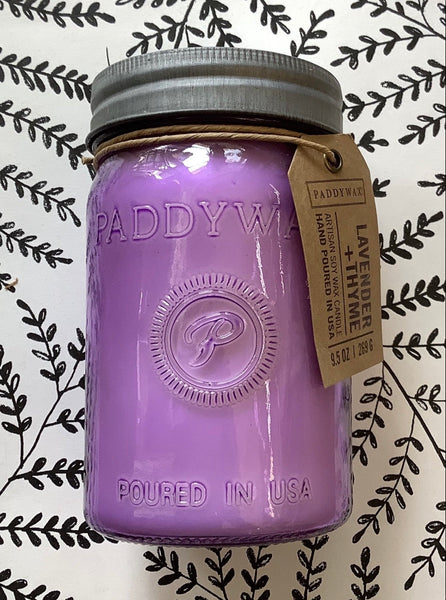 PADDYWA
P
POURED IN USA
PADDYWAX
LAVENDER
+THYME
ARTISAN SOY WAX CANDLE
HAND POURED IN USA
9.5 OZ | 269 G